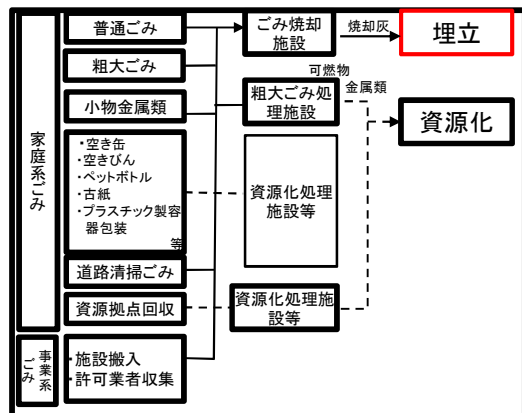 普通ごみ
ごみ焼却
施設
焼却灰
埋立
粗大ごみ
可燃物
粗大ごみ処
理施設
金属類
小物金属類
資源化
家庭系ごみ
・空き缶
・空きびん
・ペットボトル
・古紙
・プラスチック製容
器包装
等
資源化処理
施設等
道路清掃ごみ
資源拠点回収
資源化処理施
設等
事業系
ごみ
・施設搬入
・許可業者収集